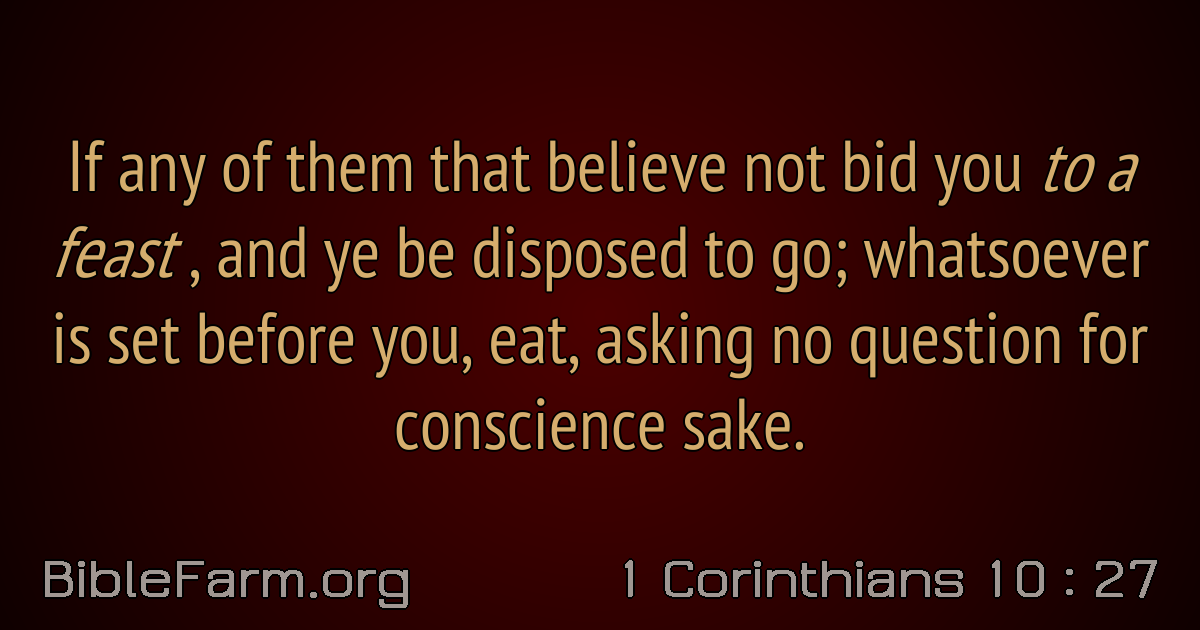 If any of them that believe not bid you to a
feast , and ye be disposed to go; whatsoever
is set before you, eat, asking no question for
conscience sake.
BibleFarm.org
1 Corinthians 10 : 27